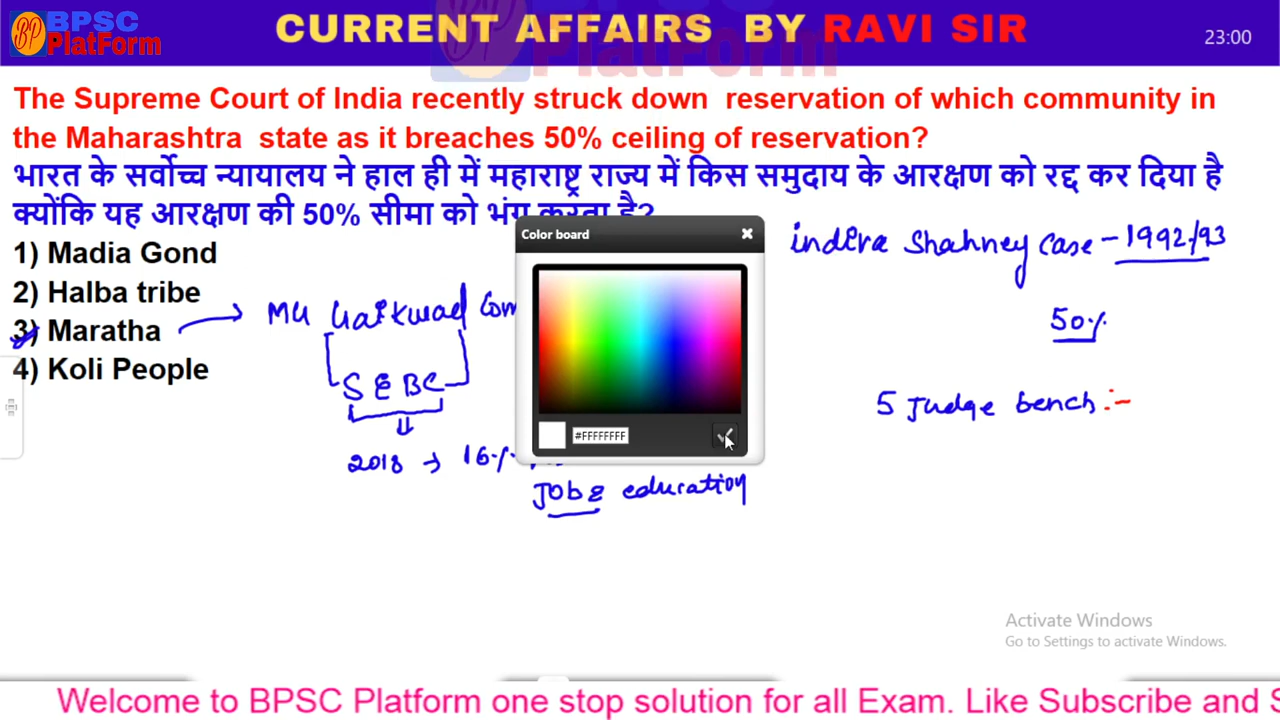 BPSC
PlatForm
CURRENT AFFAIRS BY RAVI SIR
23:00
The Supreme Court of India recently struck down reservation of which community in
the Maharashtra state as it breaches 50% ceiling of reservation?
भारत के सर्वोच्च न्यायालय ने हाल ही में महाराष्ट्र राज्य में किस समुदाय के आरक्षण को रद्द कर दिया है
क्योंकि यह आरक्षण की 50% सीमा को भंग करता है?
1) Madia Gond
2) Halba tribe
3) Maratha
4) Koli People
Color board
#FFFFFFFF
indira Shahney Case - 1992/93
50%
5 Judge bench :-
Gaikwad Com
SEBC
2018 → 16%
Jobs education
Activate Windows
Go to Settings to activate Windows.
Welcome to BPSC Platform one stop solution for all Exam. Like Subscribe and S